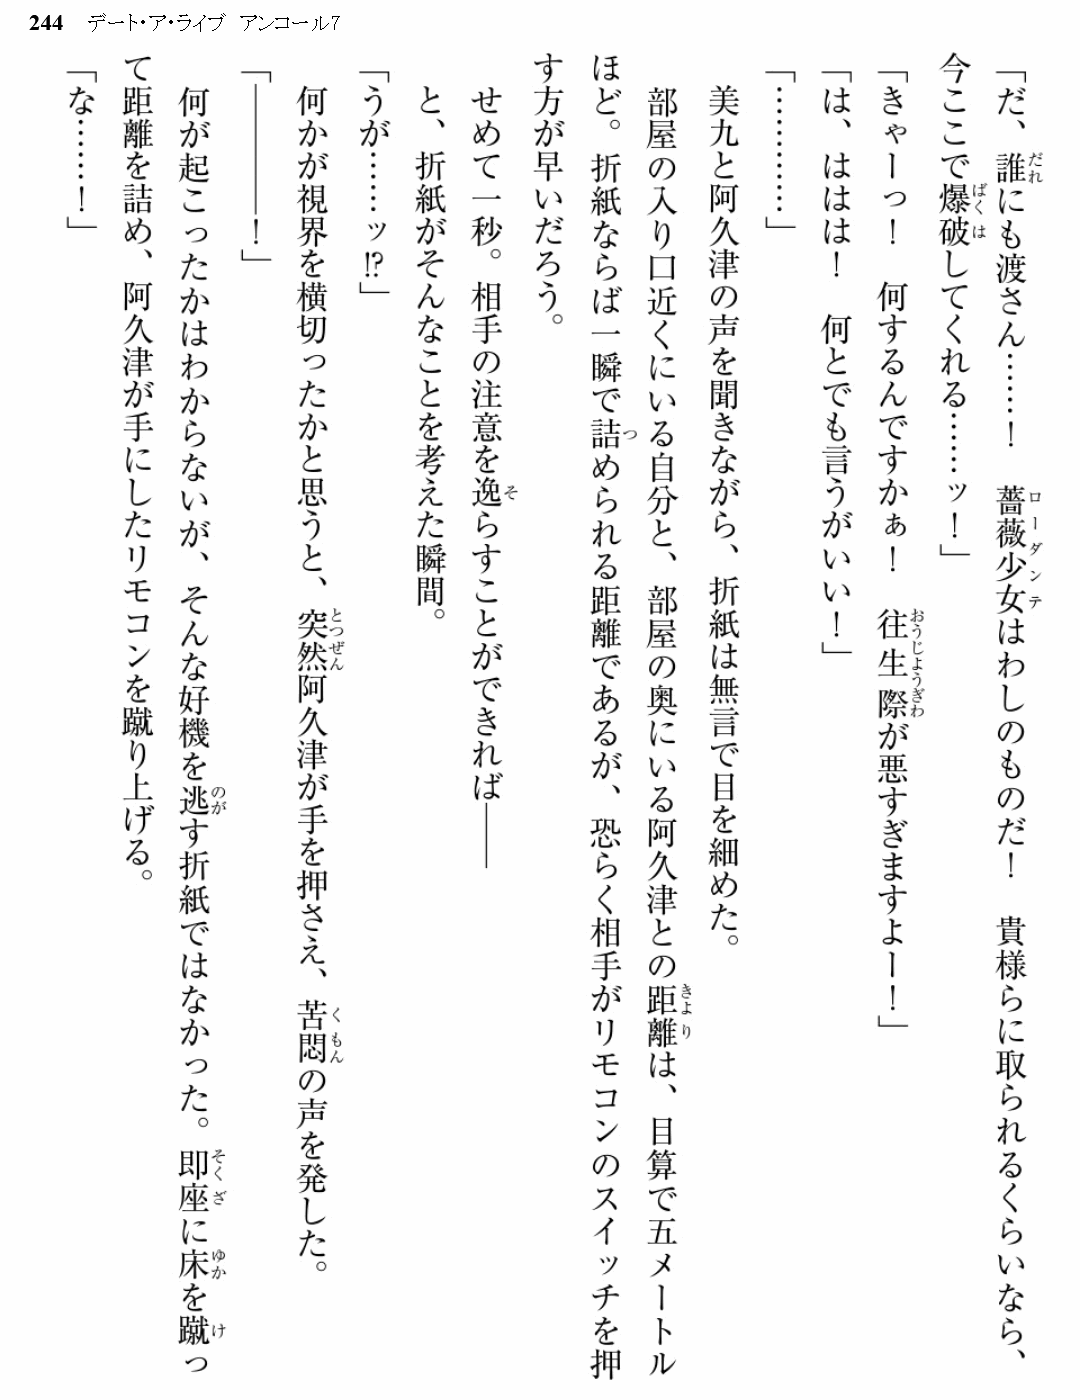 244 デート・ア・ライブ アンコール7
「だ、誰にも渡さん……！　薔薇少女はわしのものだ！　貴様らに取られるくらいなら、
今ここで爆破してくれる……ッ！」
「きゃーっ！　何するんですかぁ！　往生際が悪すぎますよー！」
「は、ははは！　何とでも言うがいい！」
「…………」
美九と阿久津の声を聞きながら、折紙は無言で目を細めた。
部屋の入り口近くにいる自分と、部屋の奥にいる阿久津との距離は、目算で五メートル
ほど。折紙ならば一瞬で詰められる距離であるが、恐らく相手がリモコンのスイッチを押
す方が早いだろう。
せめて一秒。相手の注意を逸らすことができれば――
と、折紙がそんなことを考えた瞬間。
「うが……ッ⁉」
何かが視界を横切ったかと思うと、突然阿久津が手を押さえ、苦悶の声を発した。
「――――！」
何が起こったかはわからないが、そんな好機を逃す折紙ではなかった。即座に床を蹴っ
て距離を詰め、阿久津が手にしたリモコンを蹴り上げる。
「な……！」